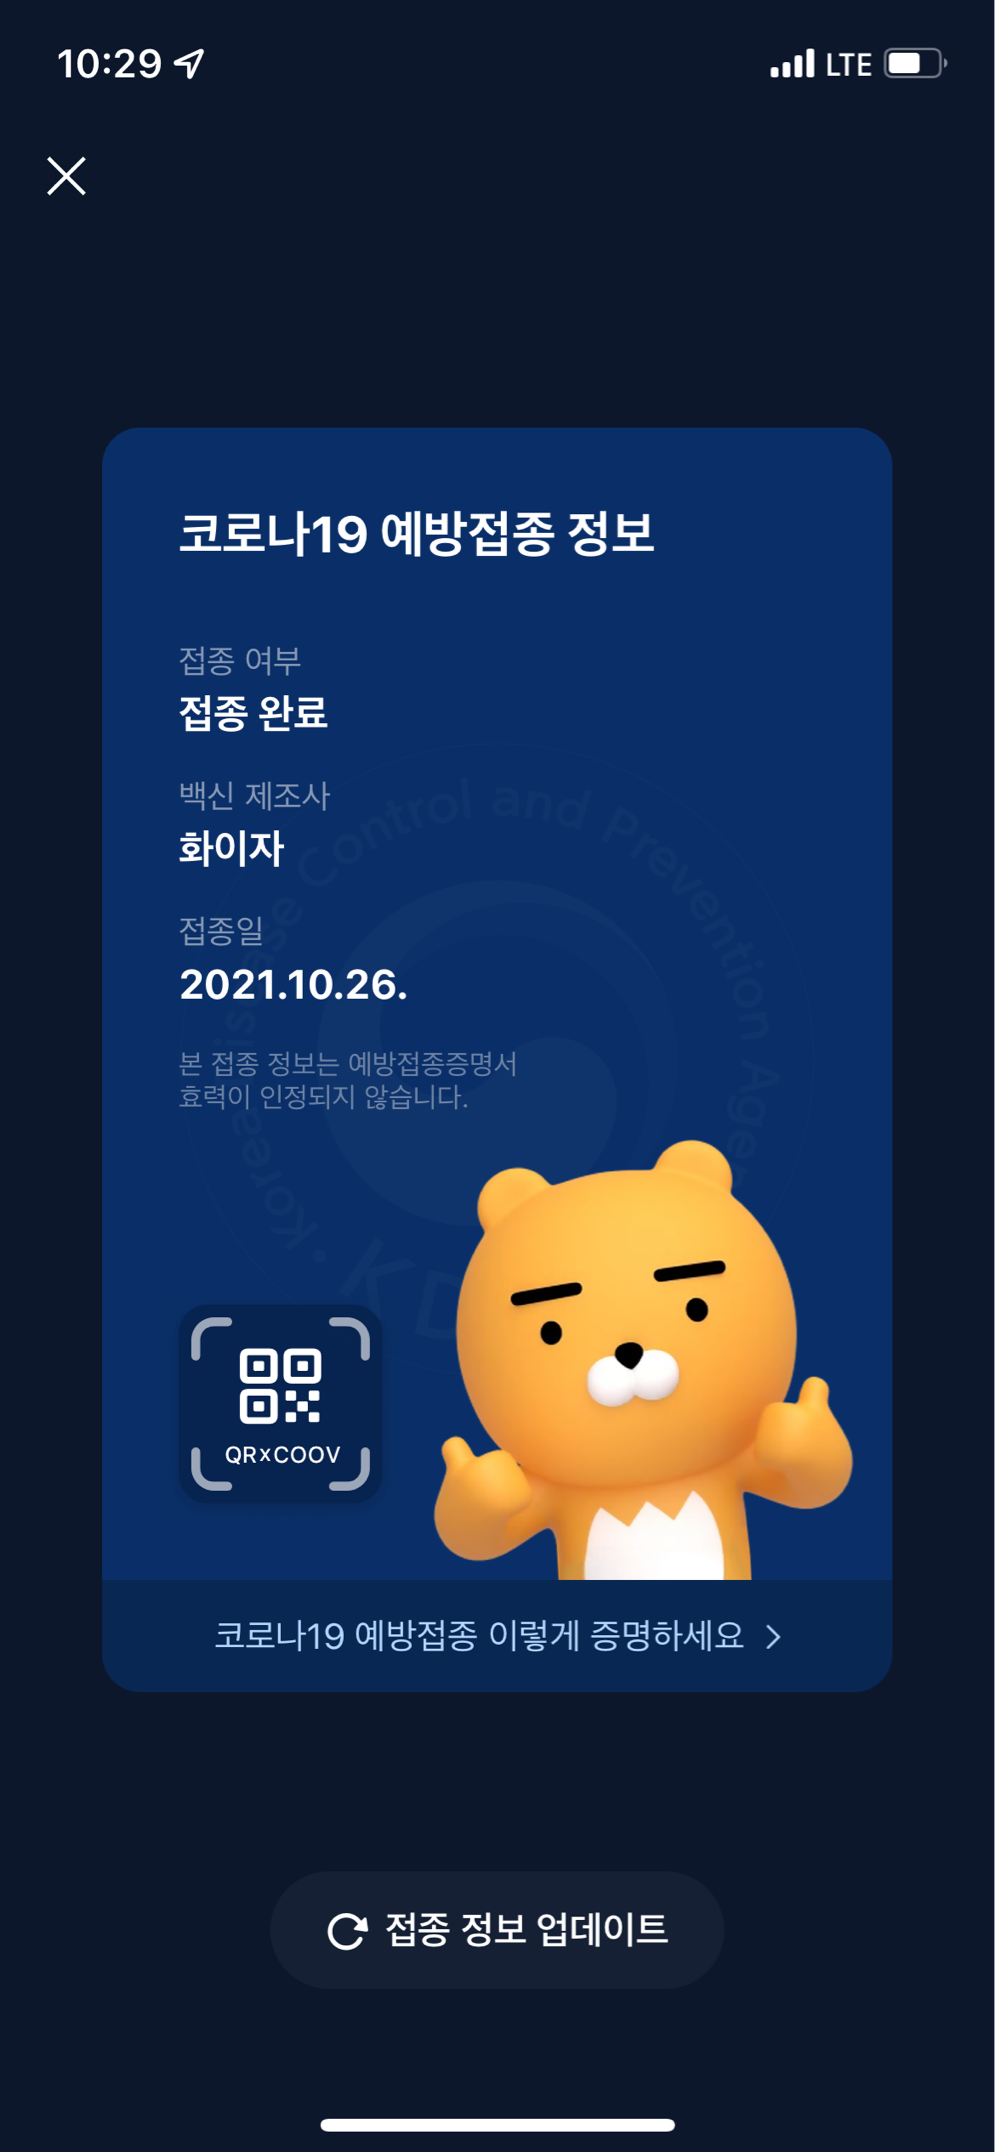 10:29
LTE
코로나19 예방접종 정보
접종 여부
접종 완료
백신 제조사
화이자
접종일
2021.10.26.
본 접종 정보는 예방접종증명서
효력이 인정되지 않습니다.
Korea Disease Control and Prevention Agen
KD
QRxCOOV
코로나19 예방접종 이렇게 증명하세요
접종 정보 업데이트